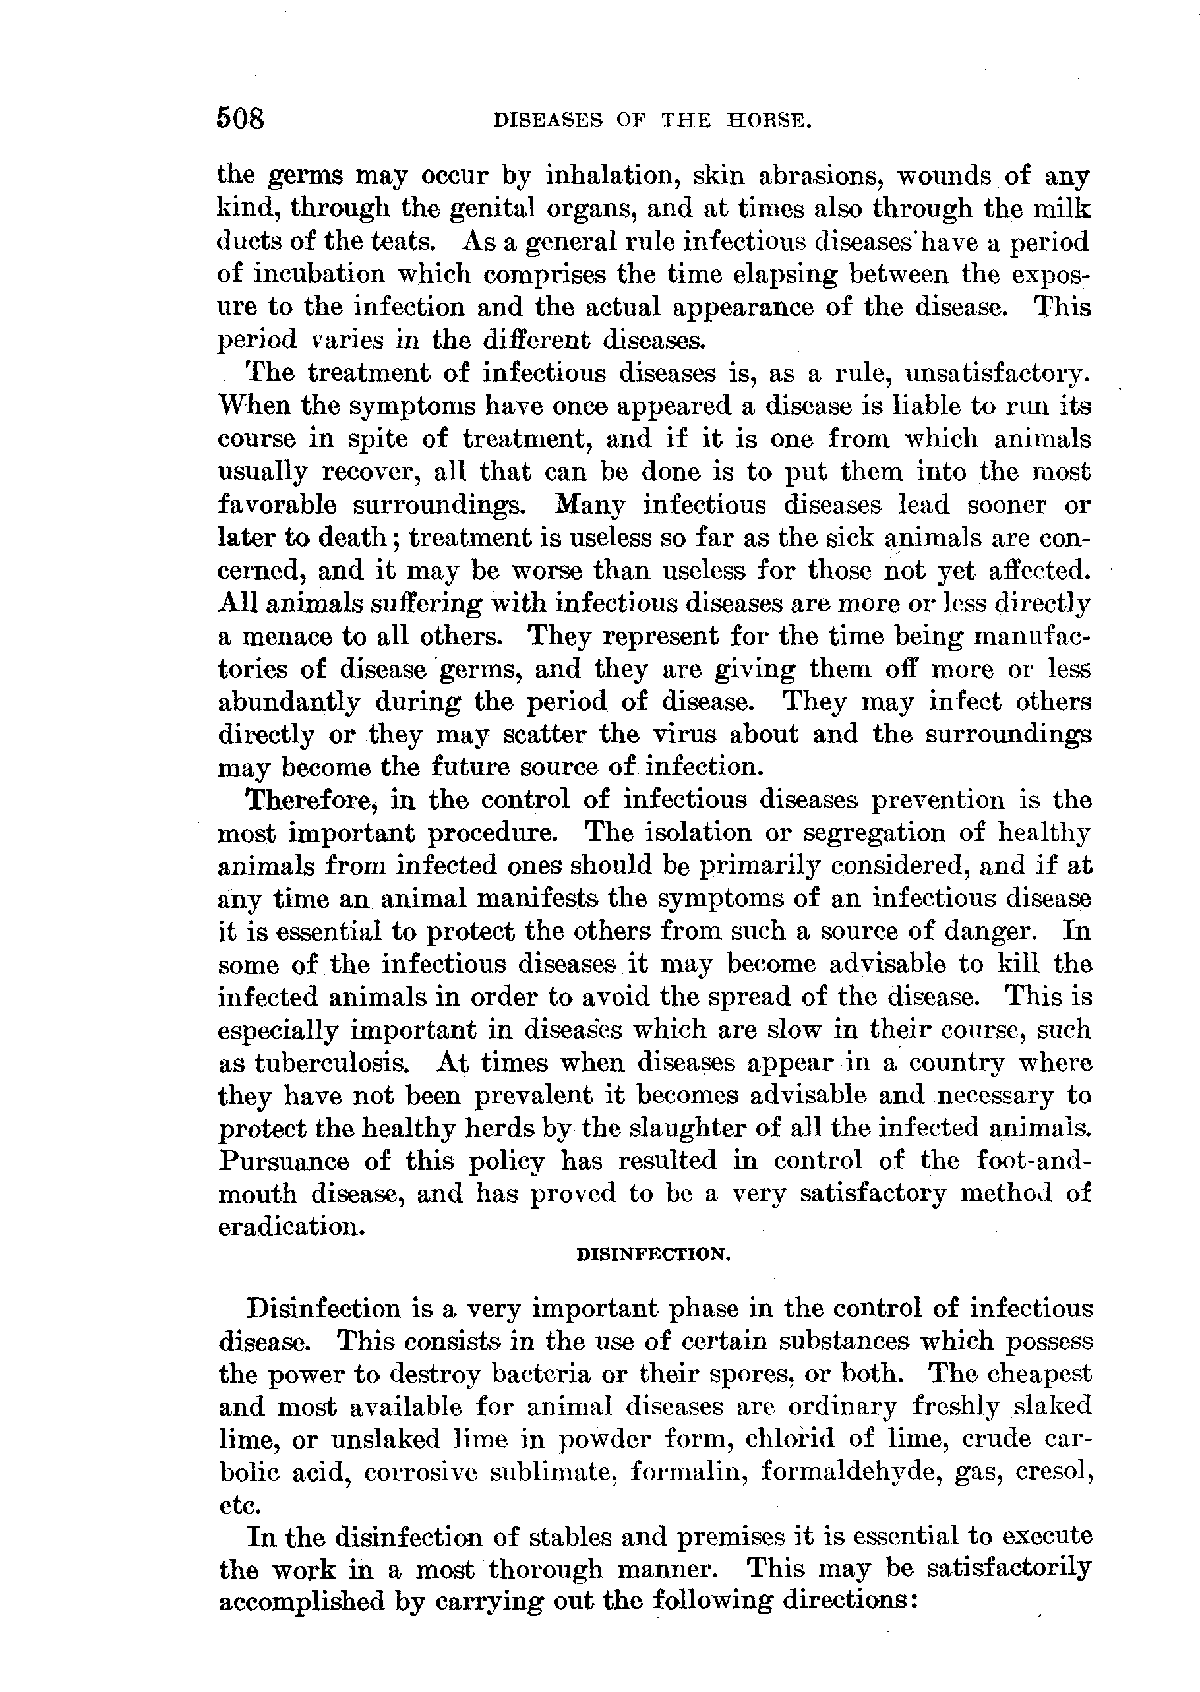 508 DISEASES OF THE HORSE.
the germs may occur by inhalation, skin abrasions, wounds of any
kind, through the genital organs, and at times also through the milk
ducts of the teats. As a general rule infectious diseases have a period
of incubation which comprises the time elapsing between the expos-
ure to the infection and the actual appearance of the disease. This
period varies in the different diseases.
The treatment of infectious diseases is, as a rule, unsatisfactory.
When the symptoms have once appeared a disease is liable to run its
course in spite of treatment, and if it is one from which animals
usually recover, all that can be done is to put them into the most
favorable surroundings. Many infectious diseases lead sooner or
later to death; treatment is useless so far as the sick animals are con-
cerned, and it may be worse than useless for those not yet affected.
All animals suffering with infectious diseases are more or less directly
a menace to all others. They represent for the time being manufac-
tories of disease germs, and they are giving them off more or less
abundantly during the period of disease. They may infect others
directly or they may scatter the virus about and the surroundings
may become the future source of infection.
Therefore, in the control of infectious diseases prevention is the
most important procedure. The isolation or segregation of healthy
animals from infected ones should be primarily considered, and if at
any time an animal manifests the symptoms of an infectious disease
it is essential to protect the others from such a source of danger. In
some of the infectious diseases it may become advisable to kill the
infected animals in order to avoid the spread of the disease. This is
especially important in diseases which are slow in their course, such
as tuberculosis. At times when diseases appear in a country where
they have not been prevalent it becomes advisable and necessary to
protect the healthy herds by the slaughter of all the infected animals.
Pursuance of this policy has resulted in control of the foot-and-
mouth disease, and has proved to be a very satisfactory method of
eradication.
DISINFECTION.
Disinfection is a very important phase in the control of infectious
disease. This consists in the use of certain substances which possess
the power to destroy bacteria or their spores, or both. The cheapest
and most available for animal diseases are ordinary freshly slaked
lime, or unslaked lime in powder form, chlorid of lime, crude car-
bolic acid, corrosive sublimate, formalin, formaldehyde, gas, cresol,
etc.
In the disinfection of stables and premises it is essential to execute
the work in a most thorough manner. This may be satisfactorily
accomplished by carrying out the following directions: